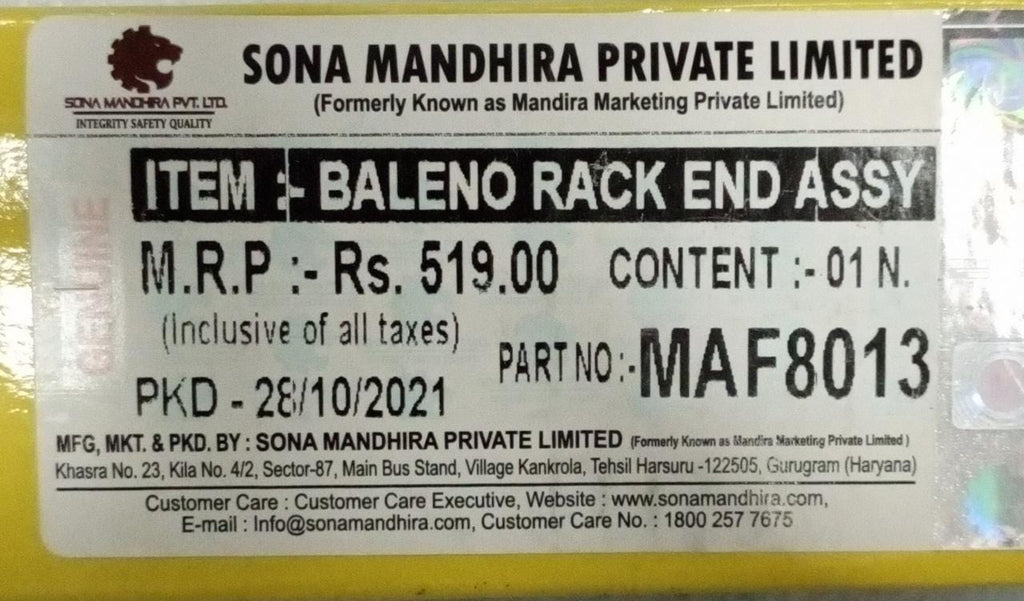 SONA MANDHIRA PVT. LTD.
INTEGRITY SAFETY QUALITY
SONA MANDHIRA PRIVATE LIMITED
(Formerly Known as Mandira Marketing Private Limited)
ITEM :- BALENO RACK END ASSY
M.R.P :- Rs. 519.00 CONTENT :- 01 N.
(Inclusive of all taxes)
PART NO :- MAF8013
PKD - 28/10/2021
GENUINE
MFG, MKT. & PKD. BY : SONA MANDHIRA PRIVATE LIMITED (Formerly Known as Mandira Marketing Private Limited )
Khasra No. 23, Kila No. 4/2, Sector-87, Main Bus Stand, Village Kankrola, Tehsil Harsuru -122505, Gurugram (Haryana)
Customer Care : Customer Care Executive, Website : www.sonamandhira.com,
E-mail : Info@sonamandhira.com, Customer Care No. : 1800 257 7675